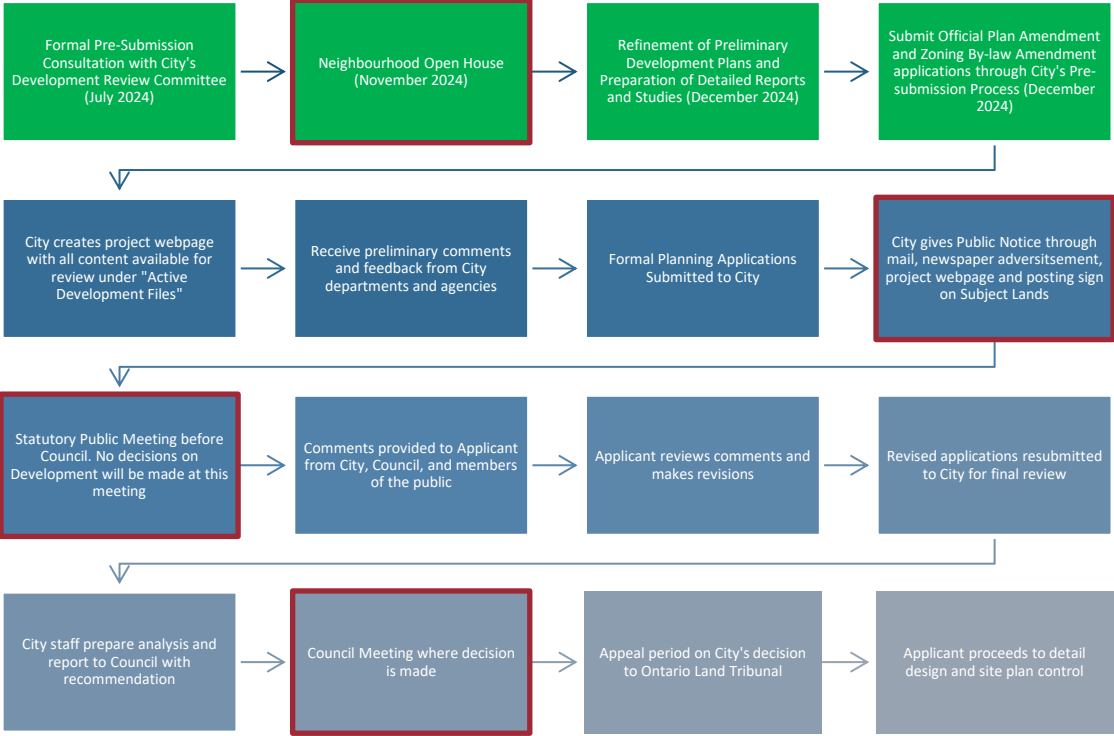 Formal Pre-Submission
Consultation with City's
Development Review Committee
(July 2024)
Neighbourhood Open House
(November 2024)
Refinement of Preliminary
Development Plans and
Preparation of Detailed Reports
and Studies (December 2024)
Submit Official Plan Amendment
and Zoning By-law Amendment
applications through City's Pre-
submission Process (December
2024)
City creates project webpage
with all content available for
review under "Active
Development Files"
Receive preliminary comments
and feedback from City
departments and agencies
Formal Planning Applications
Submitted to City
City gives Public Notice through
mail, newspaper adversitsement,
project webpage and posting sign
on Subject Lands
Statutory Public Meeting before
Council. No decisions on
Development will be made at this
meeting
Comments provided to Applicant
from City, Council, and members
of the public
Applicant reviews comments and
makes revisions
Revised applications resubmitted
to City for final review
City staff prepare analysis and
report to Council with
recommendation
Council Meeting where decision
is made
Appeal period on City's decision
to Ontario Land Tribunal
Applicant proceeds to detail
design and site plan control